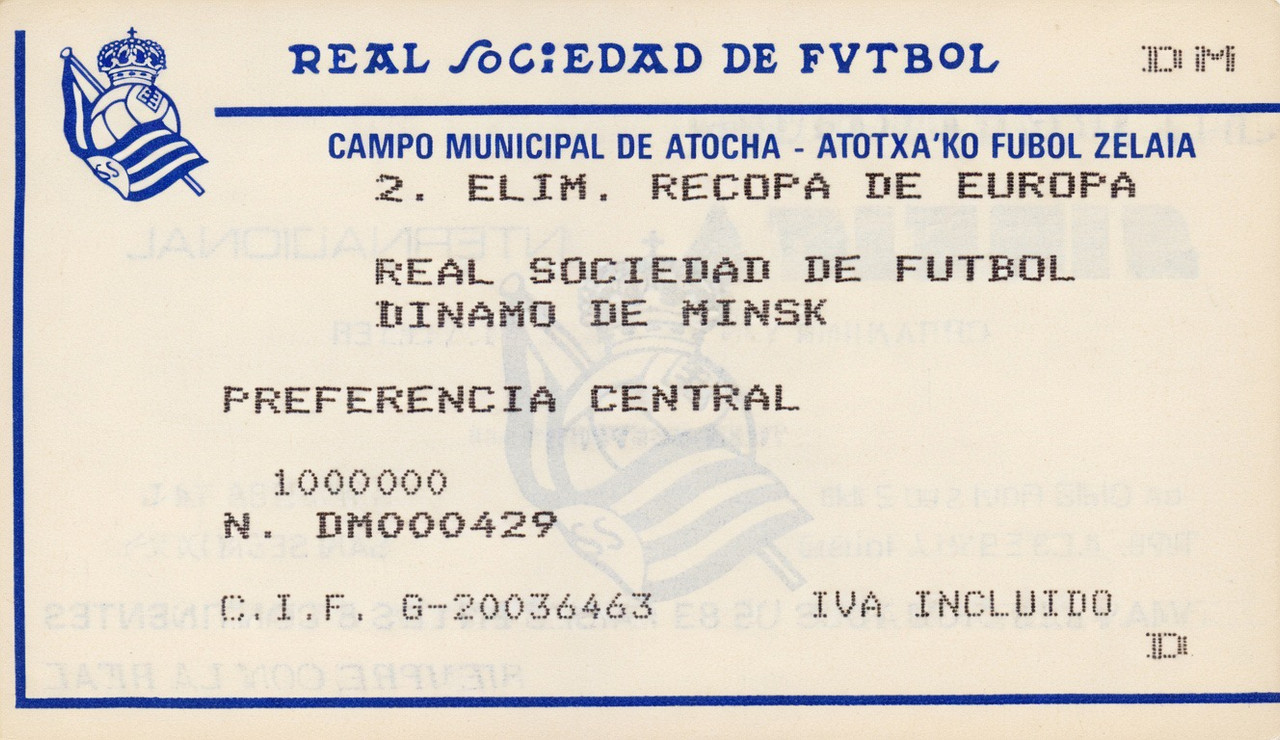 REAL SOCIEDAD DE FVTBOL
DM
CAMPO MUNICIPAL DE ATOCHA - ATOTXA'KO FUBOL ZELAIA
2. ELIM. RECOPA DE EUROPA
REAL SOCIEDAD DE FUTBOL
DINAMO DE MINSK
PREFERENCIA CENTRAL
1000000
N. DM000429
C.I.F. G-20036463 IVA INCLUIDO
D